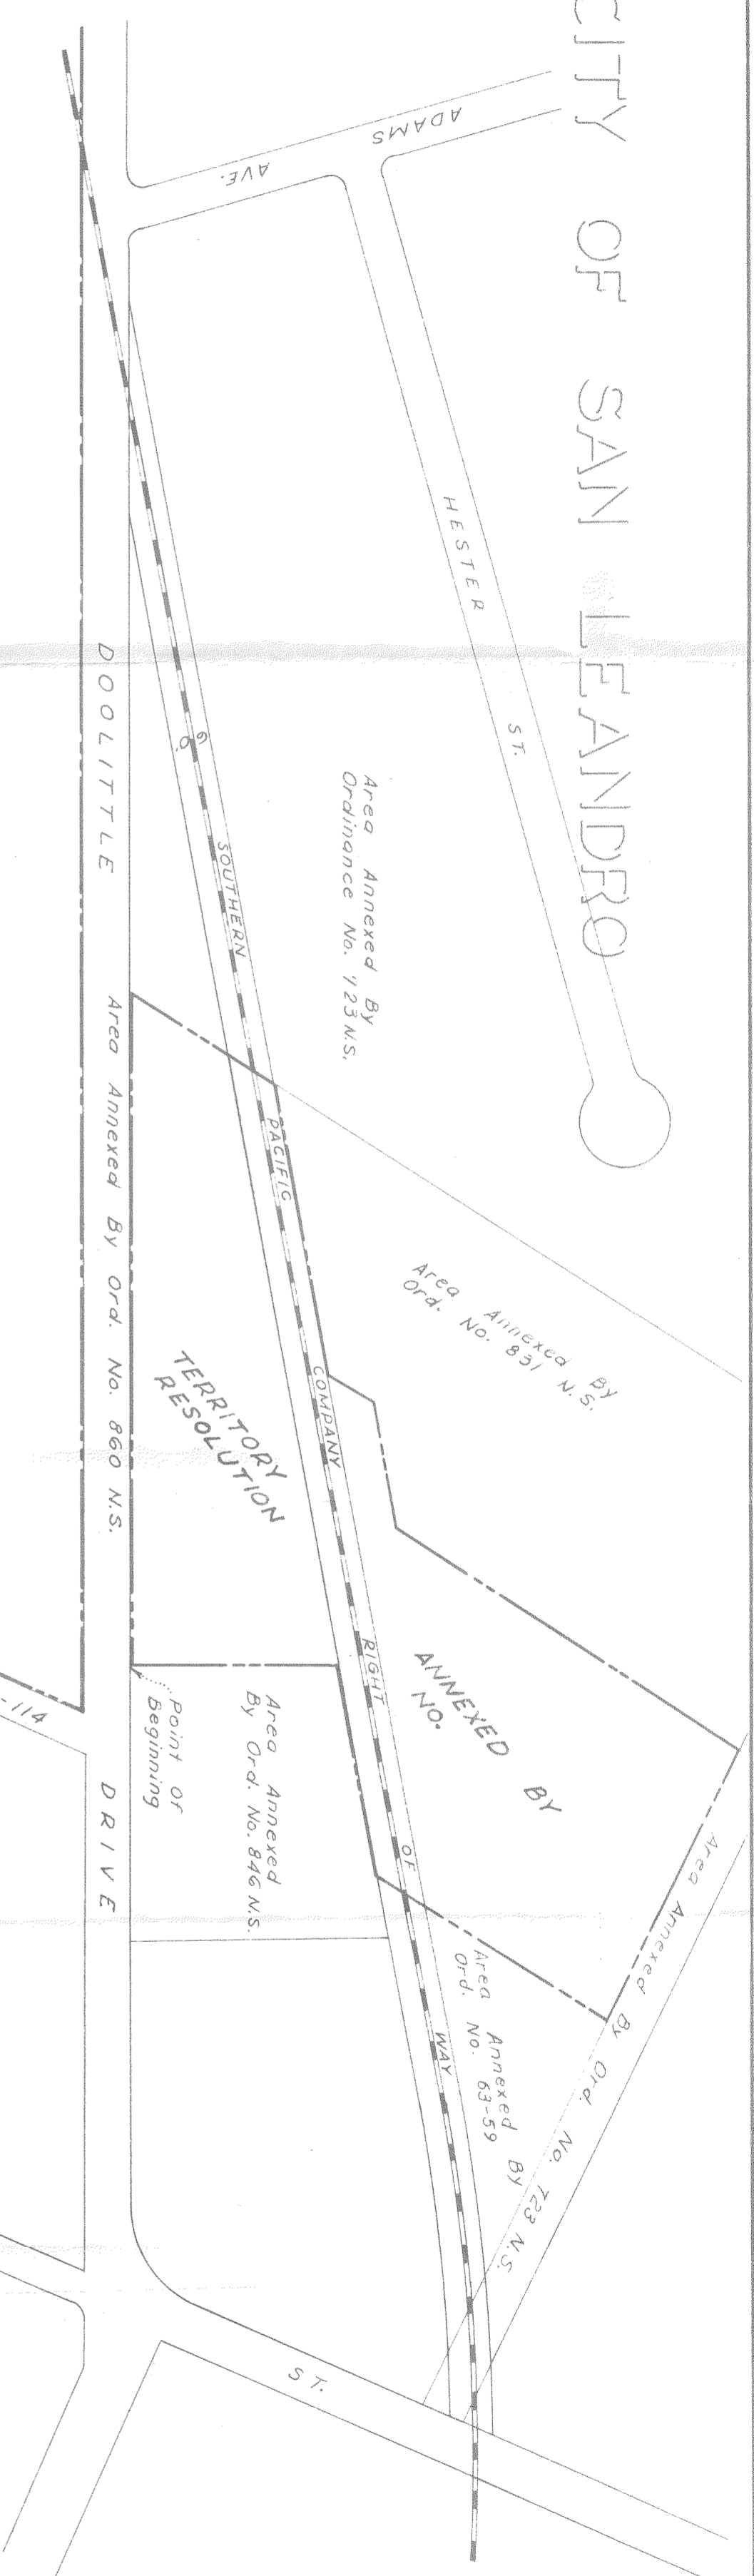 CITY OF SAN LEANDRO
ADAMS AVE.
HESTER ST.
Area Annexed By
Ordinance No. 723 N.S.
Area Annexed By
Ord. No. 831 N.S.
SOUTHERN PACIFIC COMPANY RIGHT OF WAY
DOOLITTLE DRIVE
Area Annexed By Ord. No. 860 N.S.
TERRITORY ANNEXED BY
RESOLUTION NO.
Point Of
Beginning
Area Annexed
By Ord. No. 846 N.S.
Area Annexed By
Ord. No. 63-59
Area Annexed By Ord. No. 723 N.S.
-114
ST.